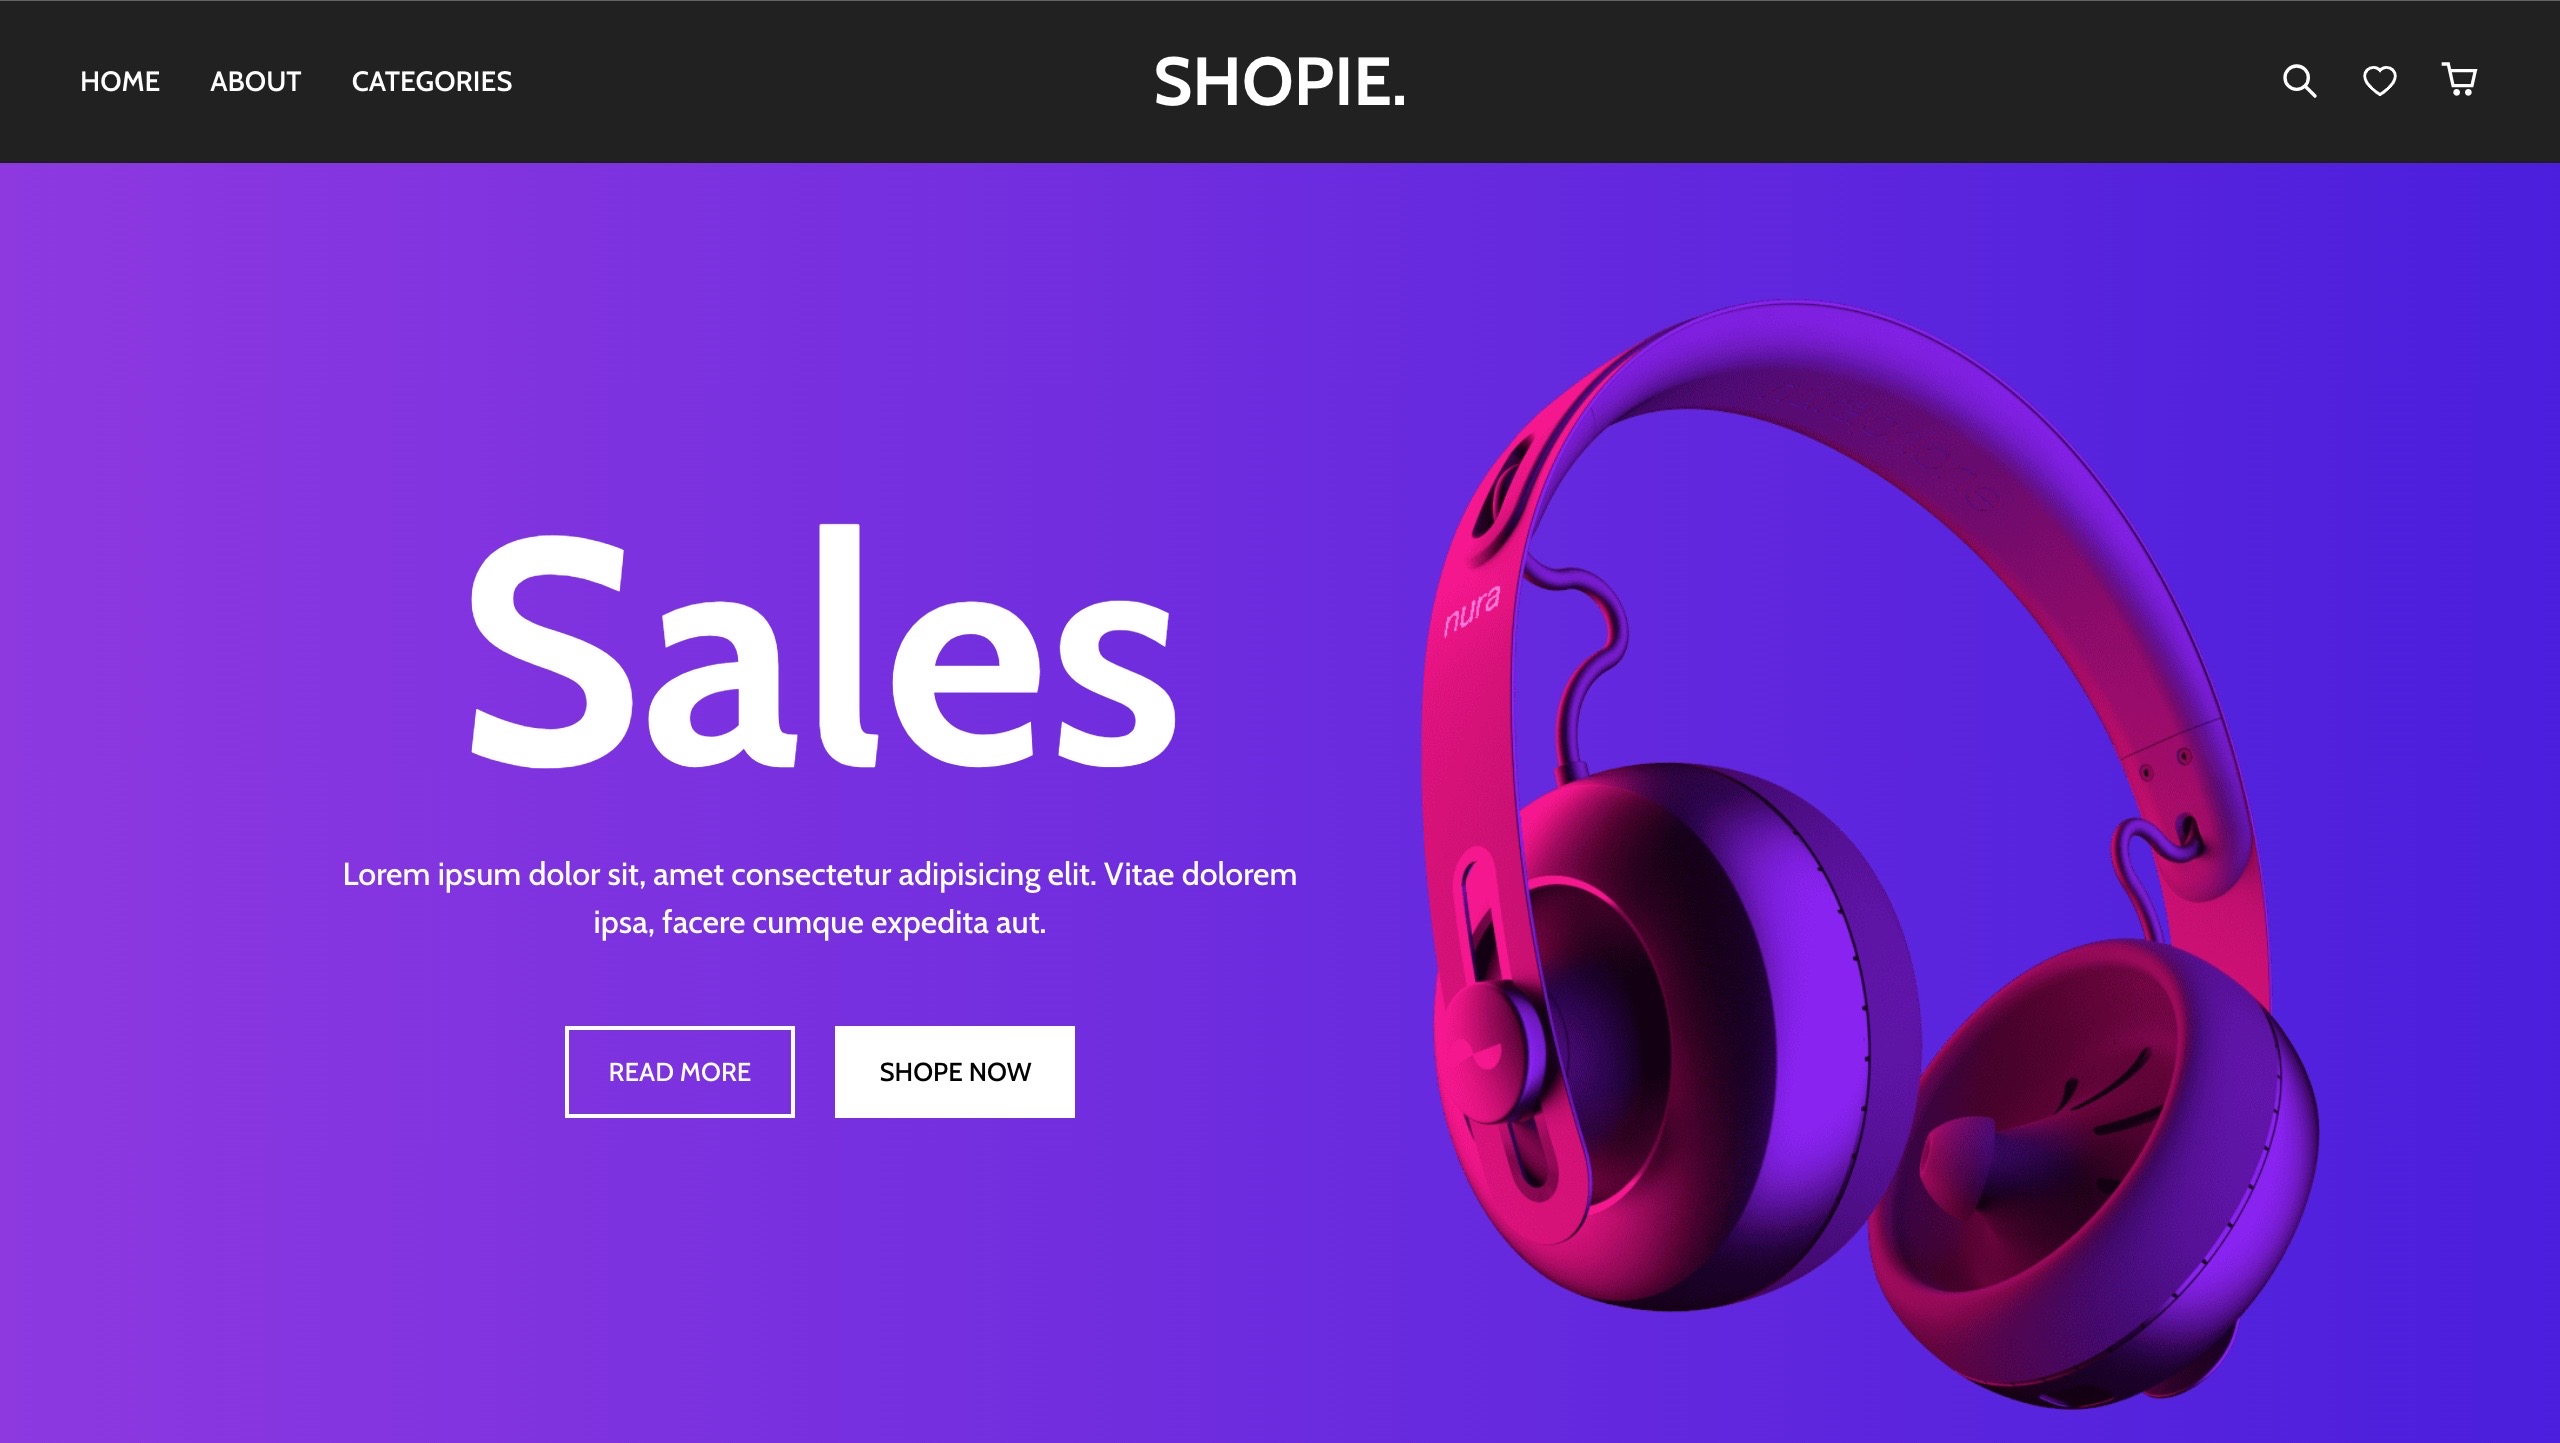 HOME ABOUT CATEGORIES SHOPIE.
Sales
nura
Lorem ipsum dolor sit, amet consectetur adipisicing elit. Vitae dolorem
ipsa, facere cumque expedita aut.
READ MORE SHOPE NOW